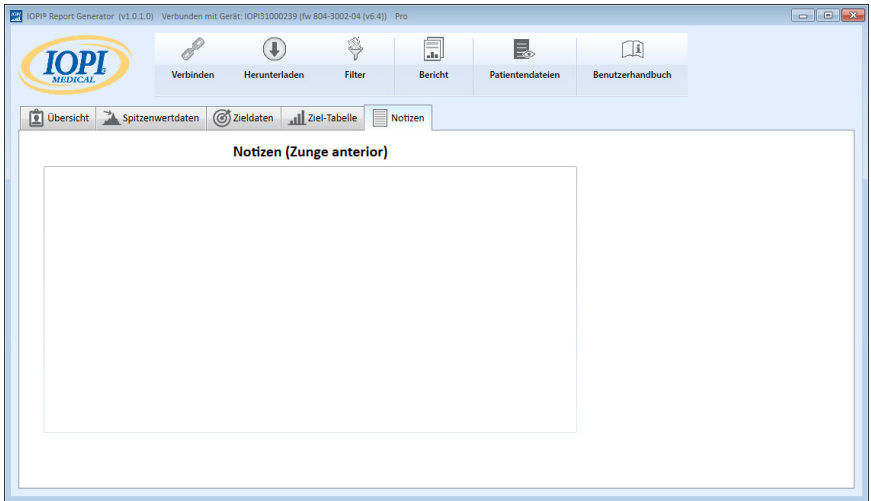 IOPI® Report Generator (v1.0.1.0) Verbunden mit Gerät: IOPI31000239 (fw 804-3002-04 (v6.4)) Pro
IOPI
MEDICAL
Verbinden Herunterladen Filter Bericht Patientendateien Benutzerhandbuch
Übersicht Spitzenwertdaten Zieldaten Ziel-Tabelle Notizen
Notizen (Zunge anterior)